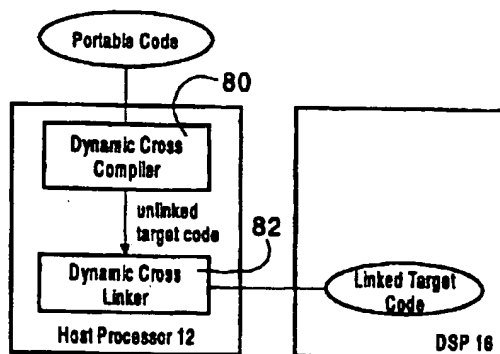 Portable Code
80
Dynamic Cross
Compiler
unlinked
target code
82
Dynamic Cross
Linker
Linked Target
Code
Host Processor 12
DSP 16